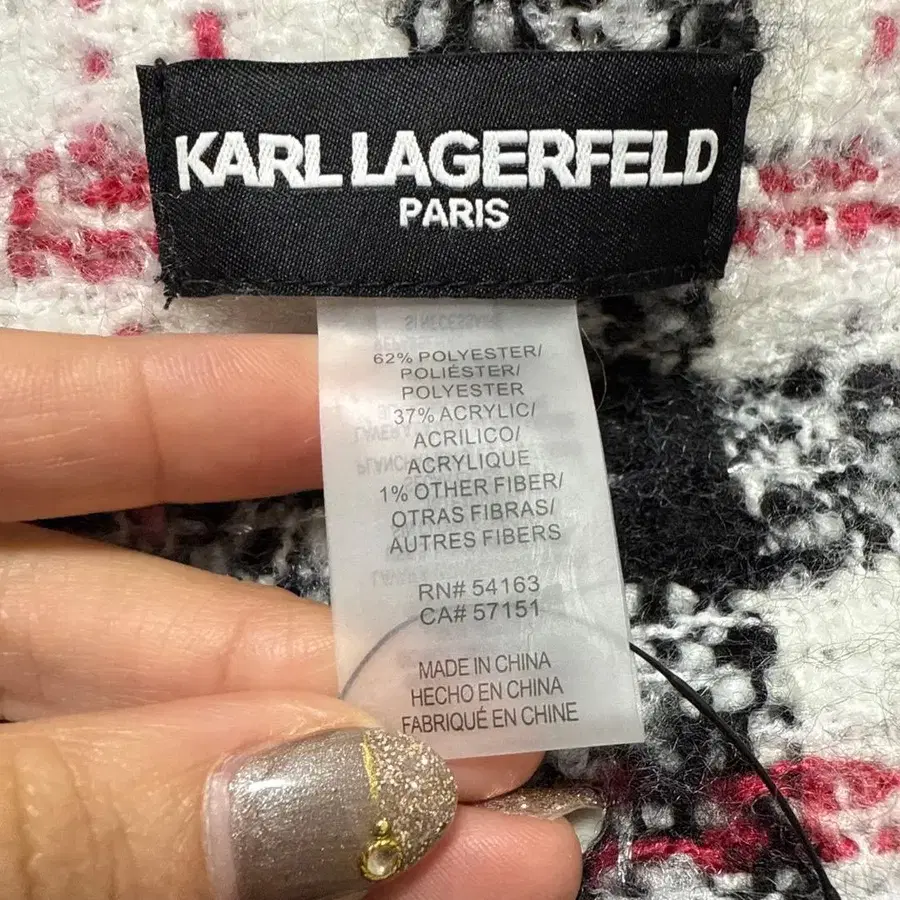 KARL LAGERFELD
PARIS
62% POLYESTER/
POLIÉSTER/
POLYESTER
37% ACRYLIC/
ACRILICO/
ACRYLIQUE
1% OTHER FIBER/
OTRAS FIBRAS/
AUTRES FIBERS
RN# 54163
CA# 57151
MADE IN CHINA
HECHO EN CHINA
FABRIQUÉ EN CHINE